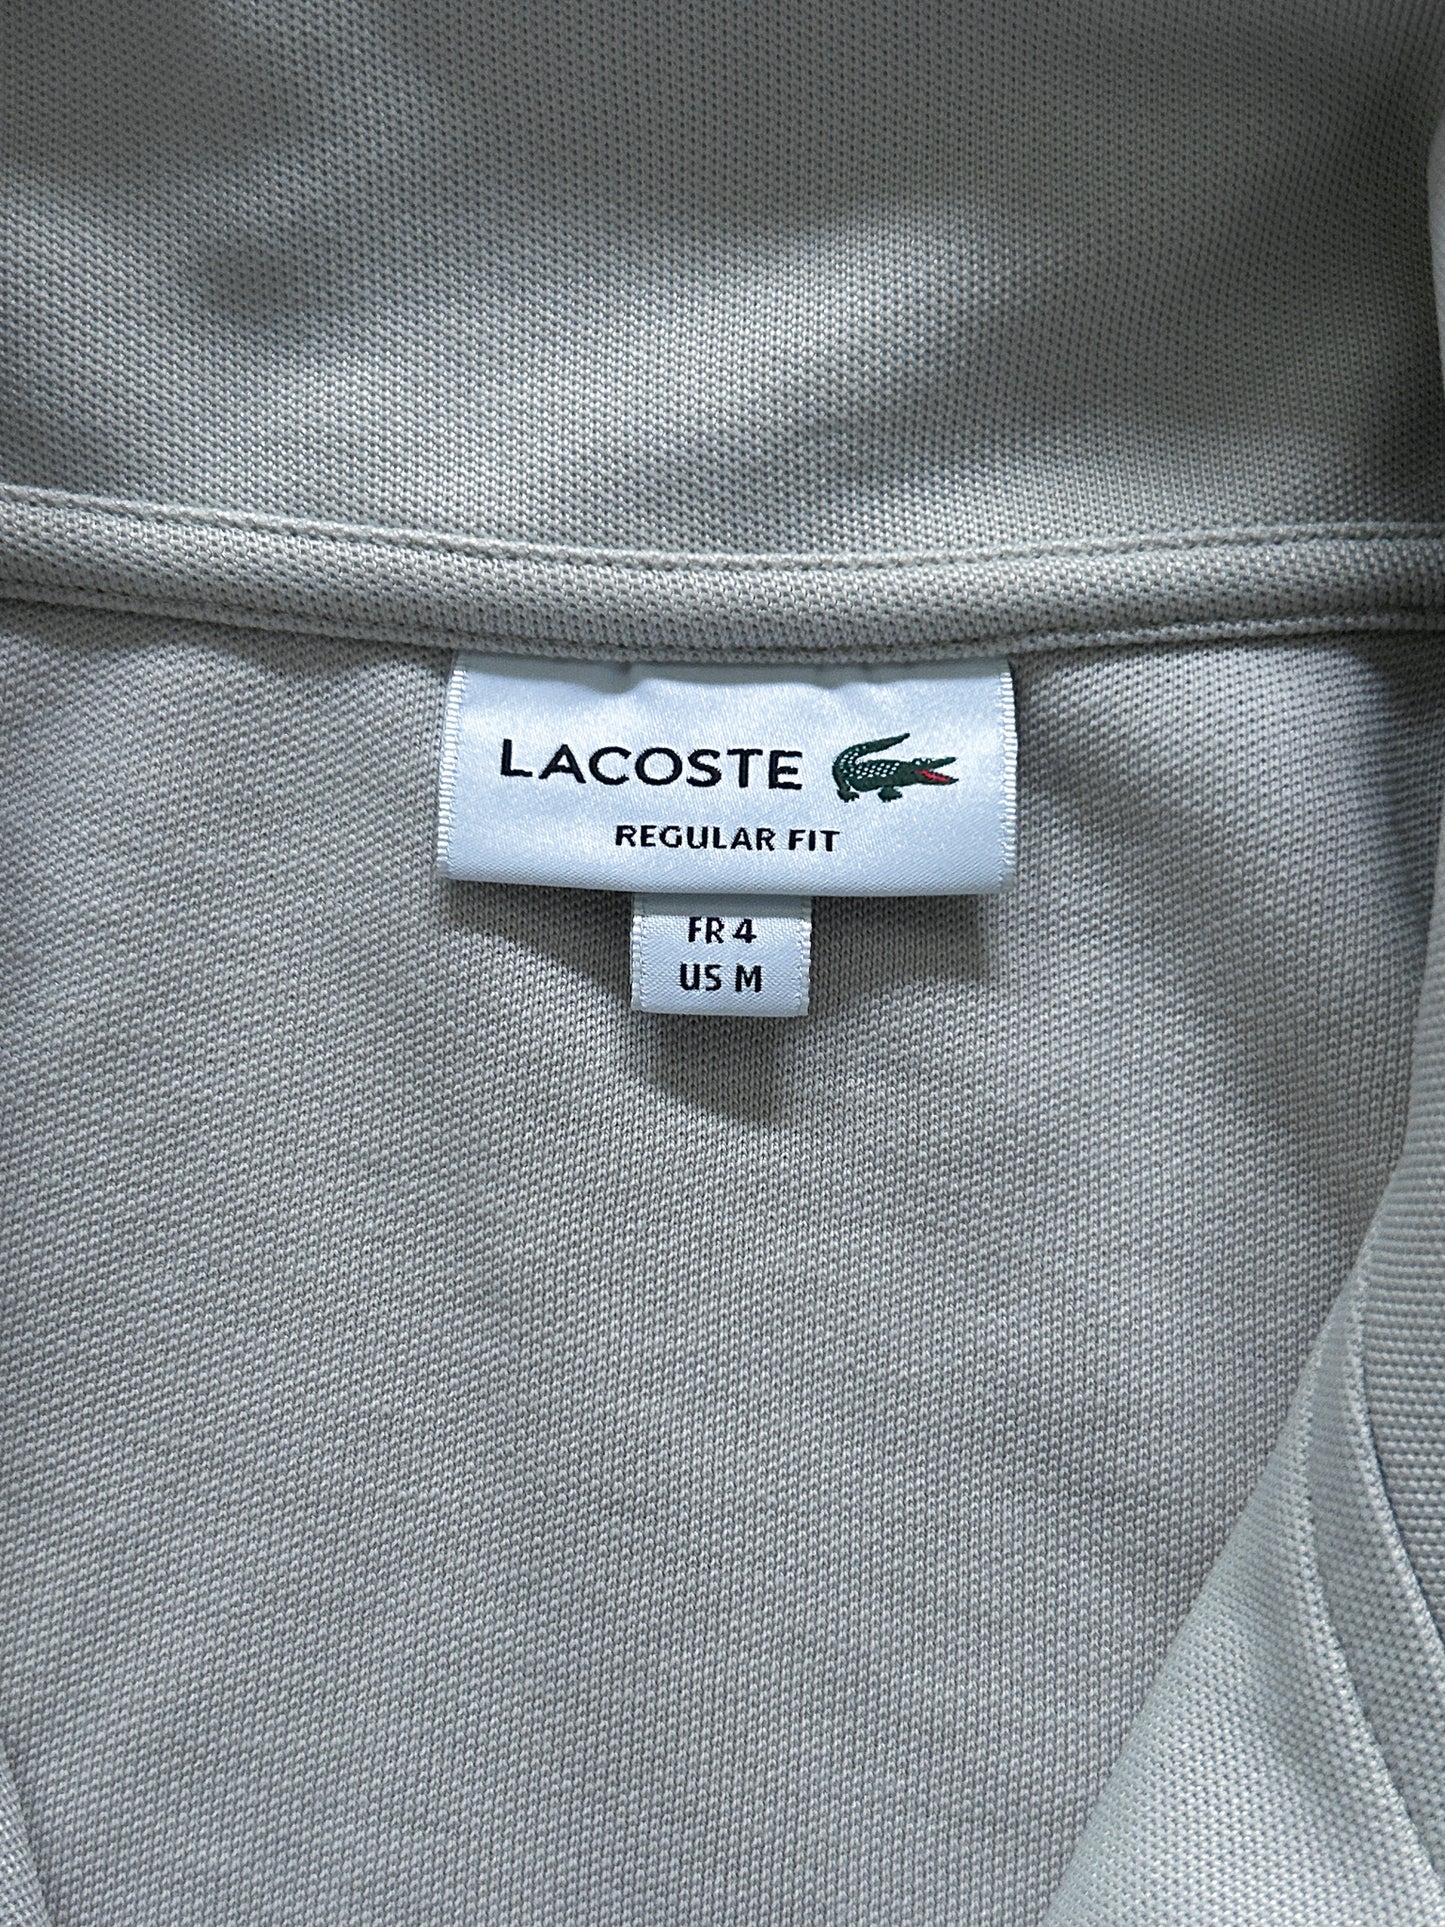 LACOSTE
REGULAR FIT
FR 4
US M